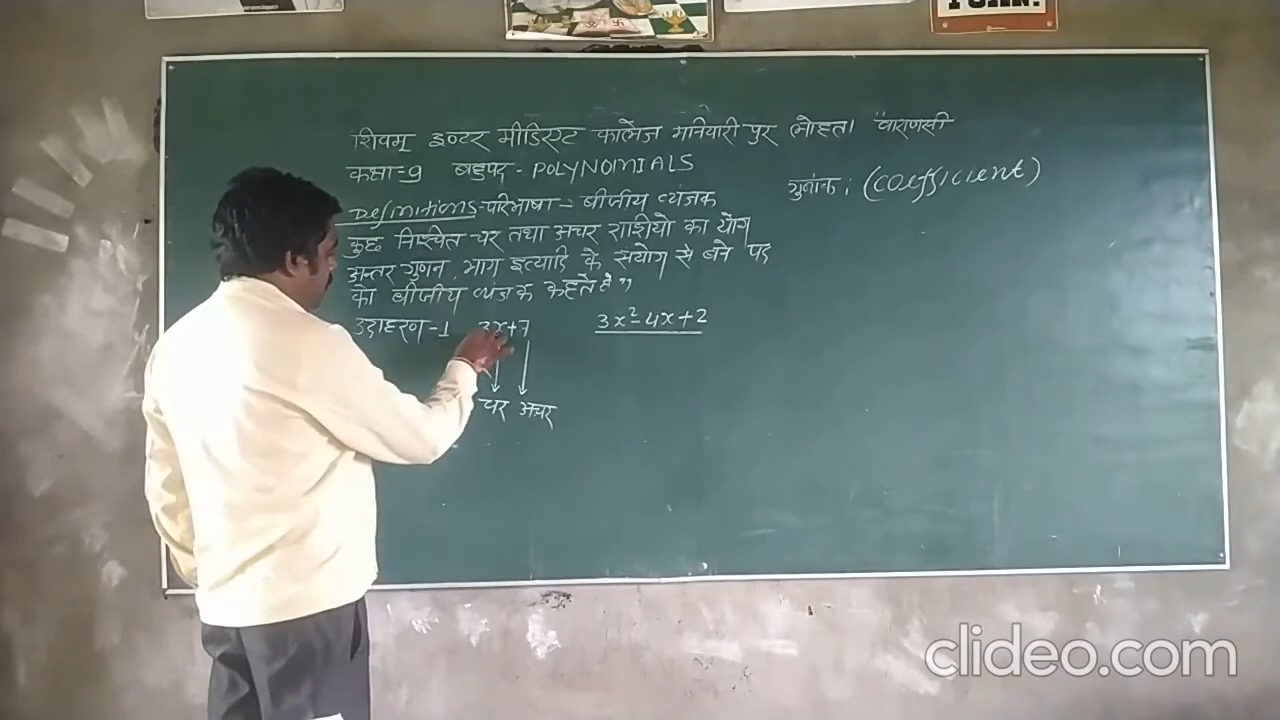 शिवम् इण्टर मीडिएट कालेज मनियारी पुर लोहता वाराणसी
कक्षा-9 बहुपद - POLYNOMIALS
Definitions-परिभाषा - बीजीय व्यंजक
कुछ निश्चित चर तथा अचर राशियो का योग
अन्तर गुणन, भाग इत्यादि के संयोग से बने पद
को बीजीय व्यंजक कहते है"
उदाहरण-1 3x+7 3x²-4x+2
चर अचर
गुणांक: (coefficient)
clideo.com